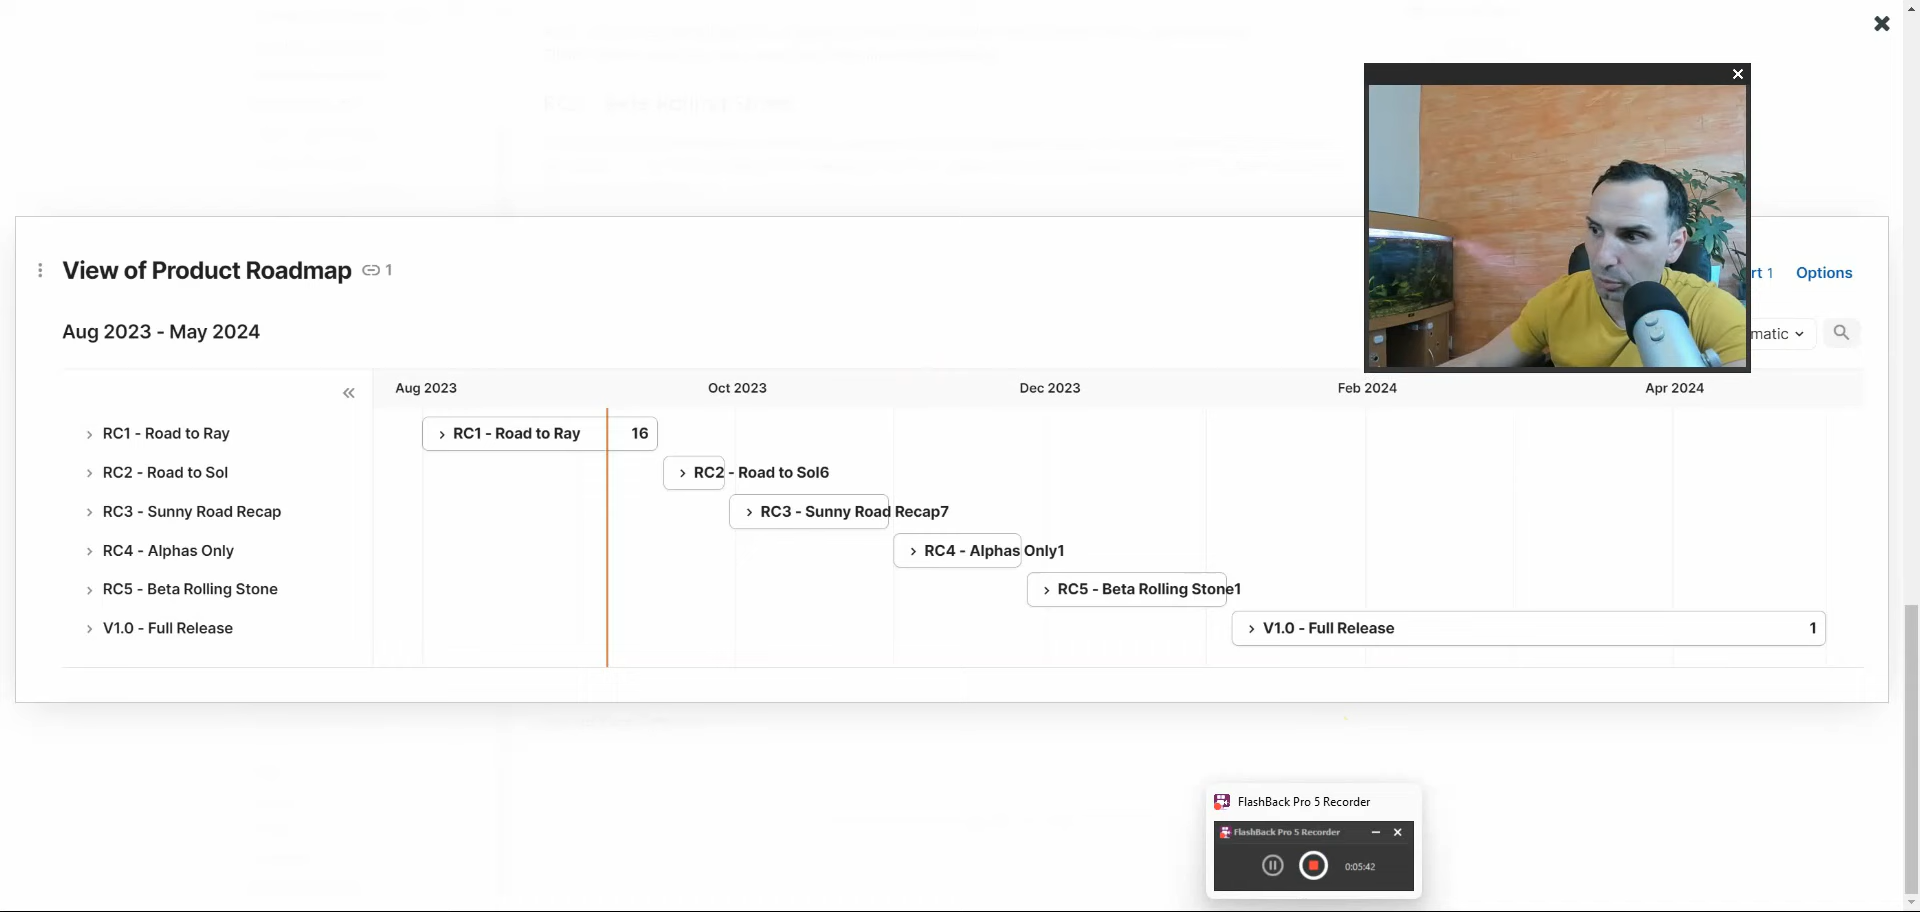 View of Product Roadmap 1
rt 1 Options
Aug 2023 - May 2024
matic
Aug 2023 Oct 2023 Dec 2023 Feb 2024 Apr 2024
RC1 - Road to Ray
RC1 - Road to Ray 16
RC2 - Road to Sol
RC2 - Road to Sol6
RC3 - Sunny Road Recap
RC3 - Sunny Road Recap7
RC4 - Alphas Only
RC4 - Alphas Only1
RC5 - Beta Rolling Stone
RC5 - Beta Rolling Stone1
V1.0 - Full Release
V1.0 - Full Release 1
FlashBack Pro 5 Recorder
FlashBack Pro 5 Recorder
0:05:42